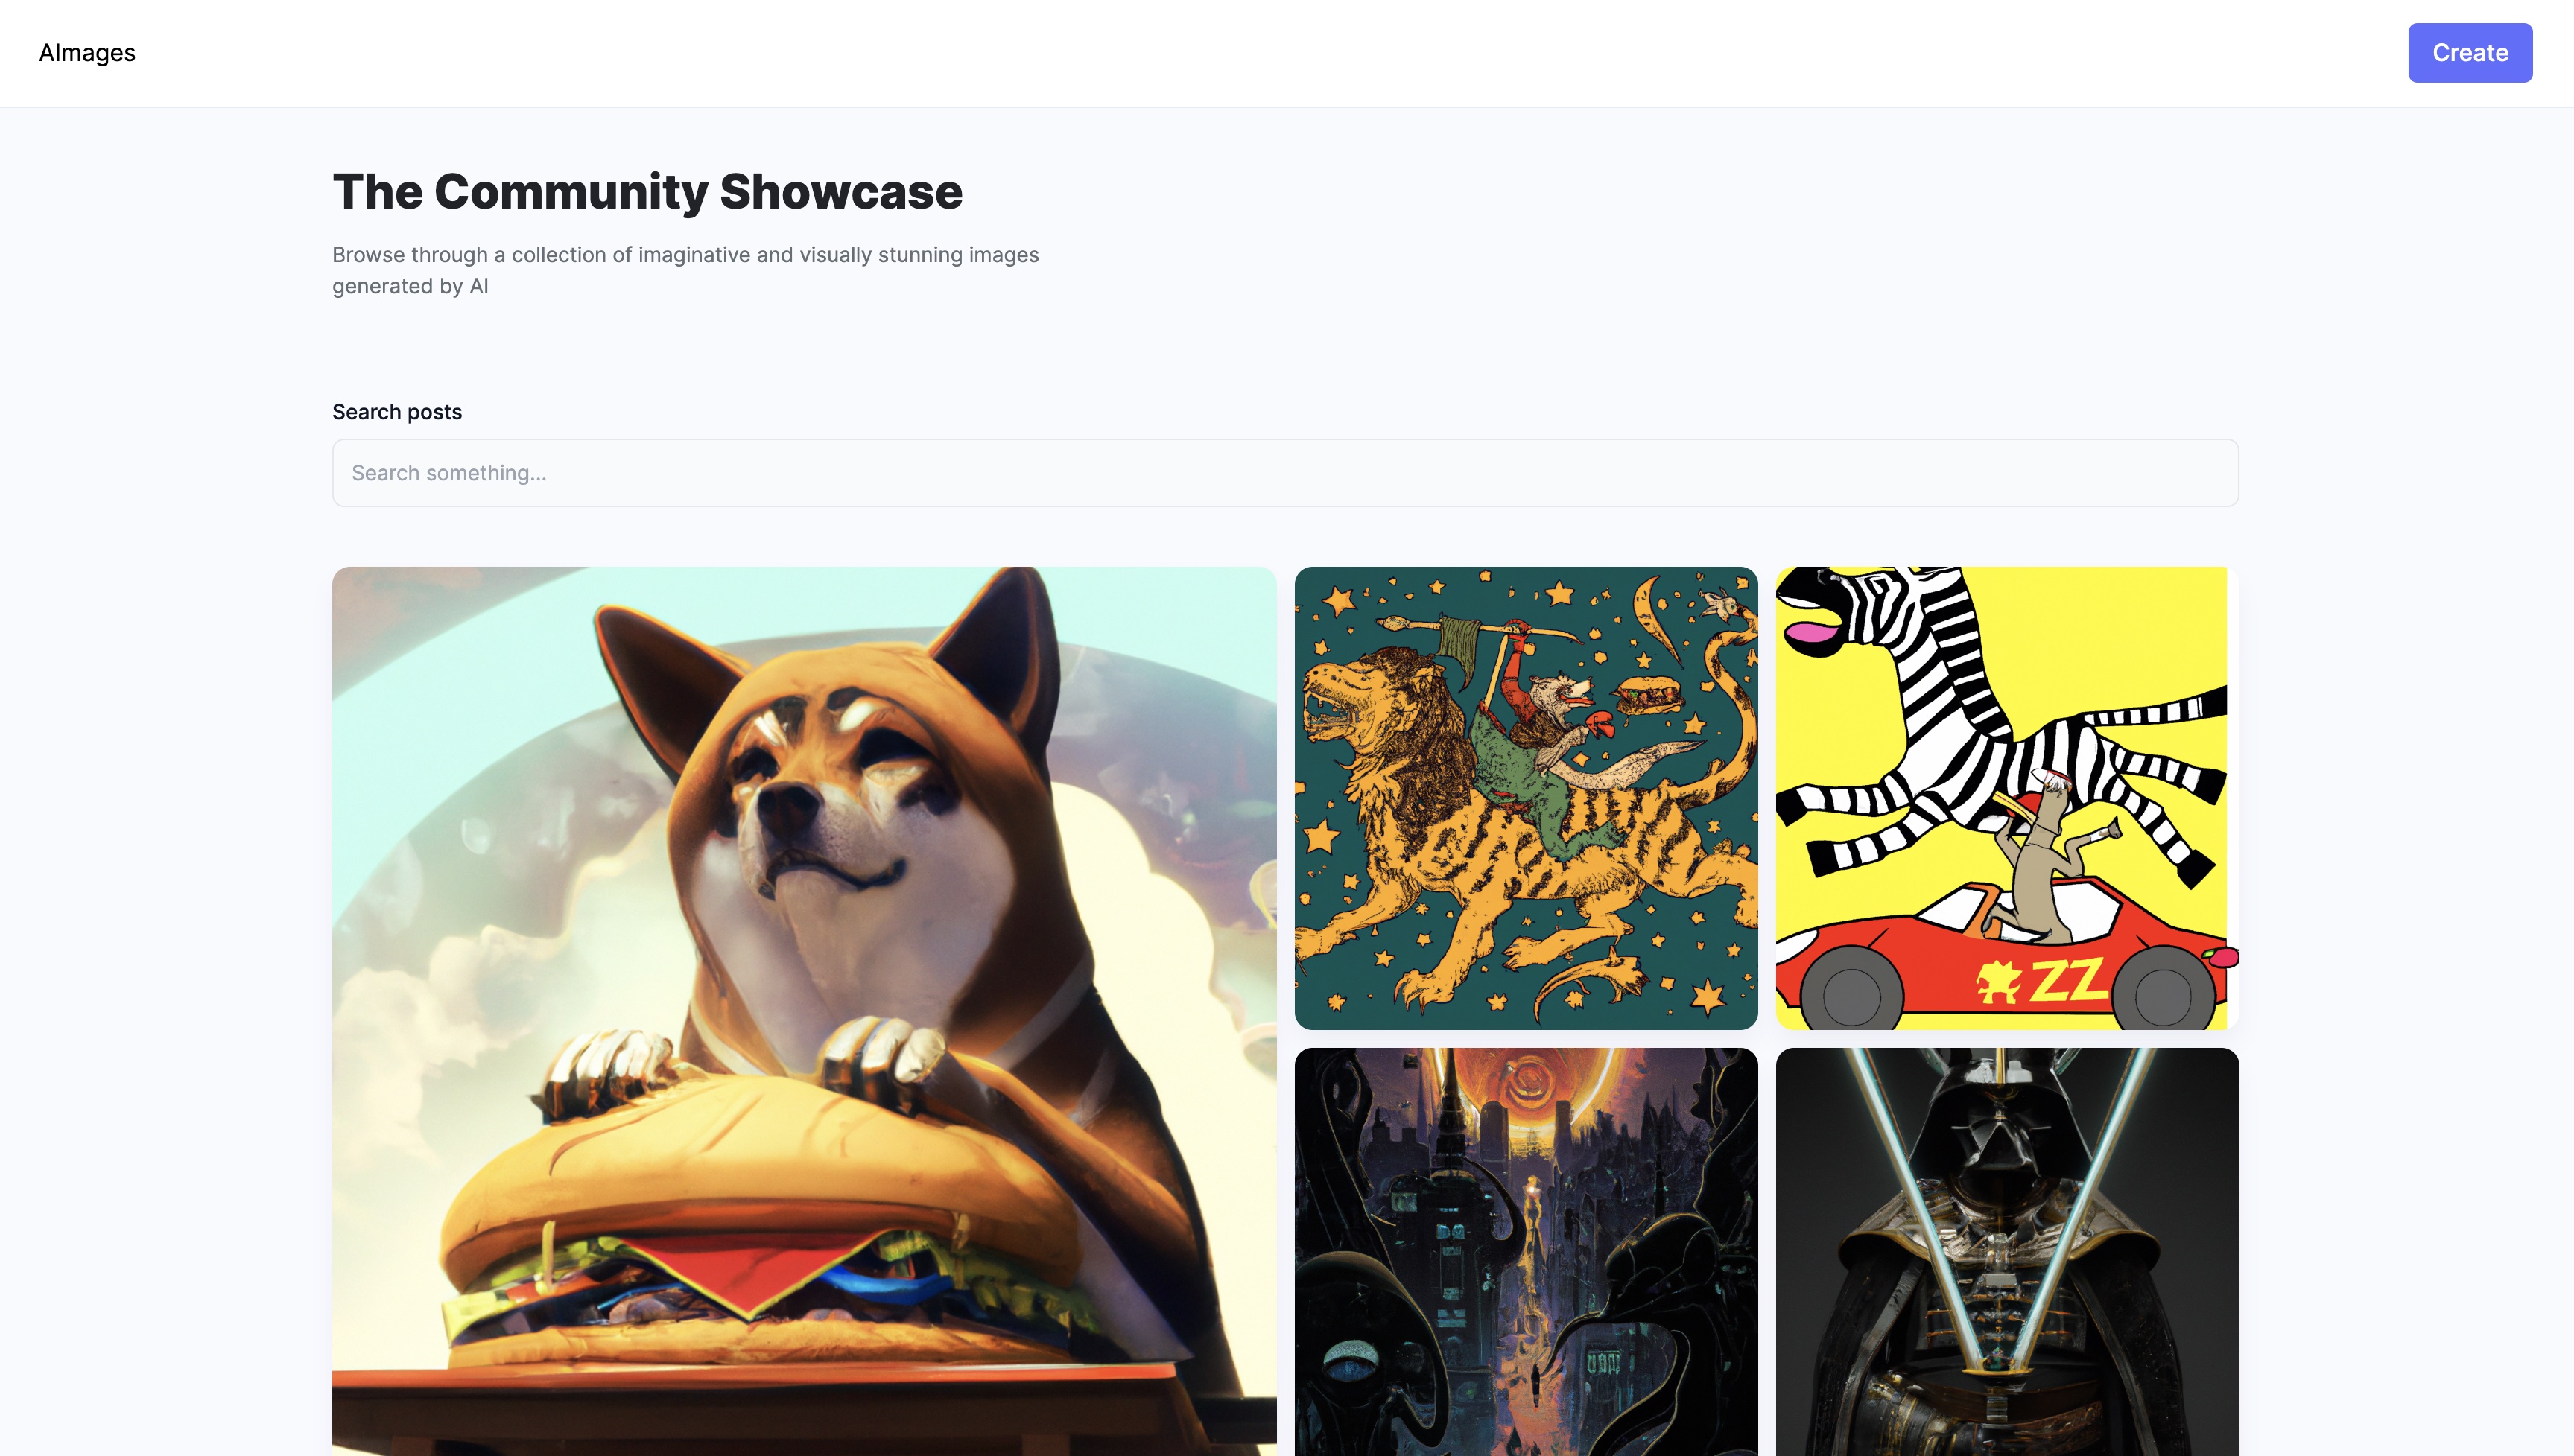 AImages
Create
The Community Showcase
Browse through a collection of imaginative and visually stunning images
generated by AI
Search posts
Search something...
ZZ